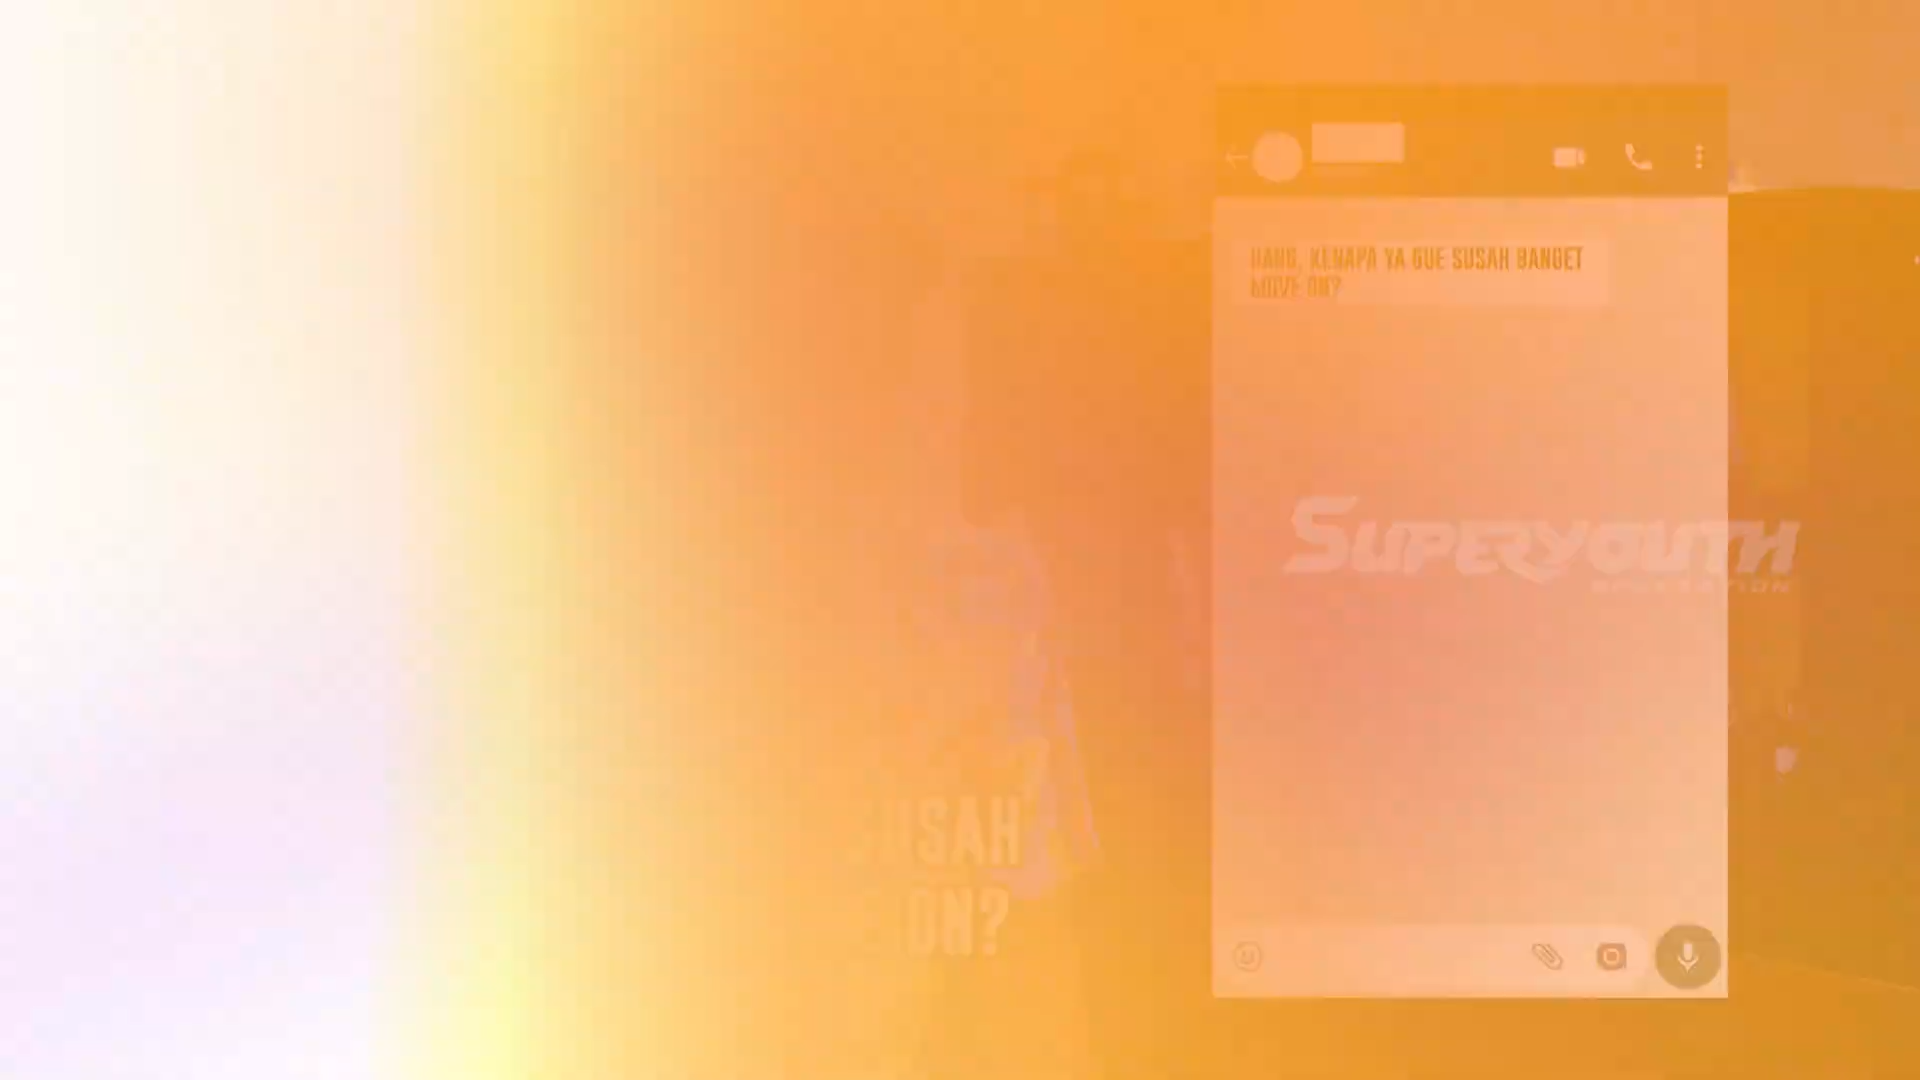 BANG, KENAPA YA GUE SUSAH BANGET
MOVE ON?
SUPERYOUTH
SUSAH
ON?